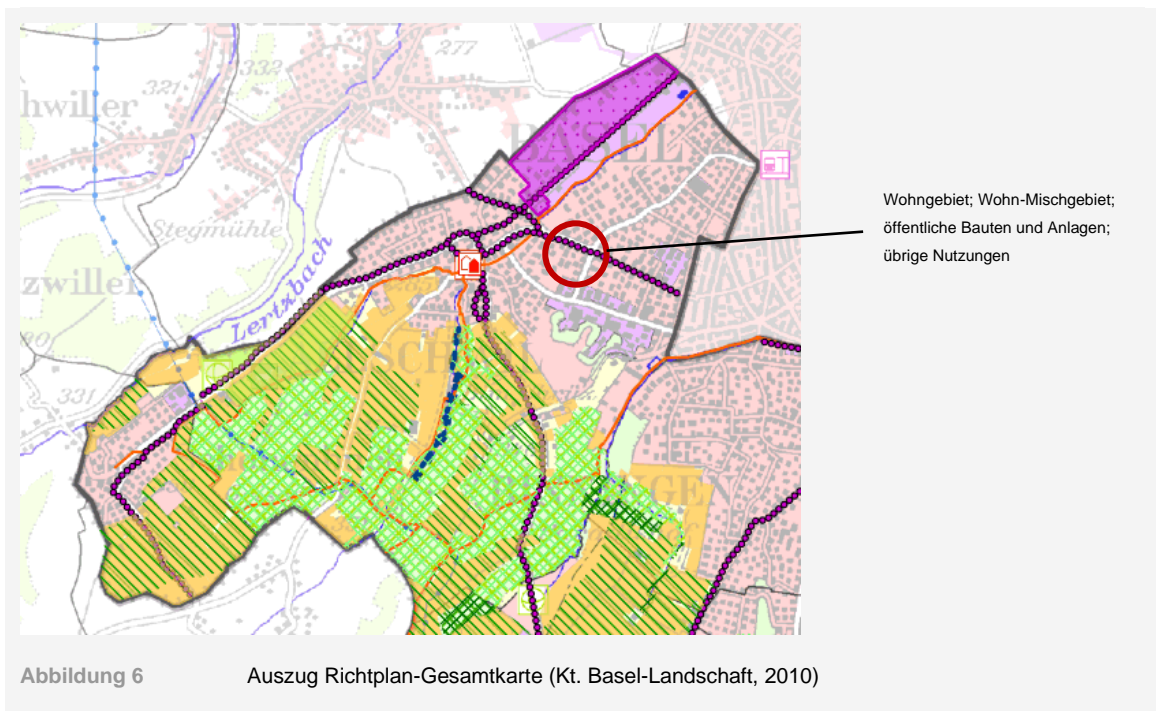 277
332
321
hwiller
BASEL
Stegmühle
Lertzbach
zwiller
331
Wohngebiet; Wohn-Mischgebiet;
öffentliche Bauten und Anlagen;
übrige Nutzungen
Abbildung 6 Auszug Richtplan-Gesamtkarte (Kt. Basel-Landschaft, 2010)